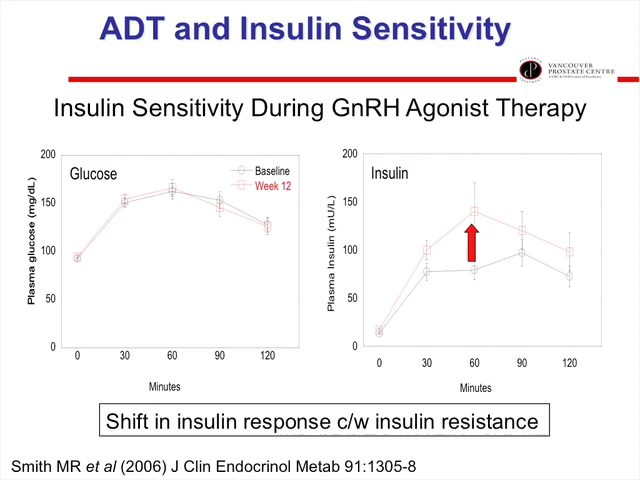 ADT and Insulin Sensitivity
VANCOUVER
PROSTATE CENTRE
Insulin Sensitivity During GnRH Agonist Therapy
Glucose
Baseline
Week 12
Plasma glucose (mg/dL)
200
150
100
50
0
0 30 60 90 120
Minutes
Insulin
Plasma Insulin (mU/L)
200
150
100
50
0
0 30 60 90 120
Minutes
Shift in insulin response c/w insulin resistance
Smith MR et al (2006) J Clin Endocrinol Metab 91:1305-8